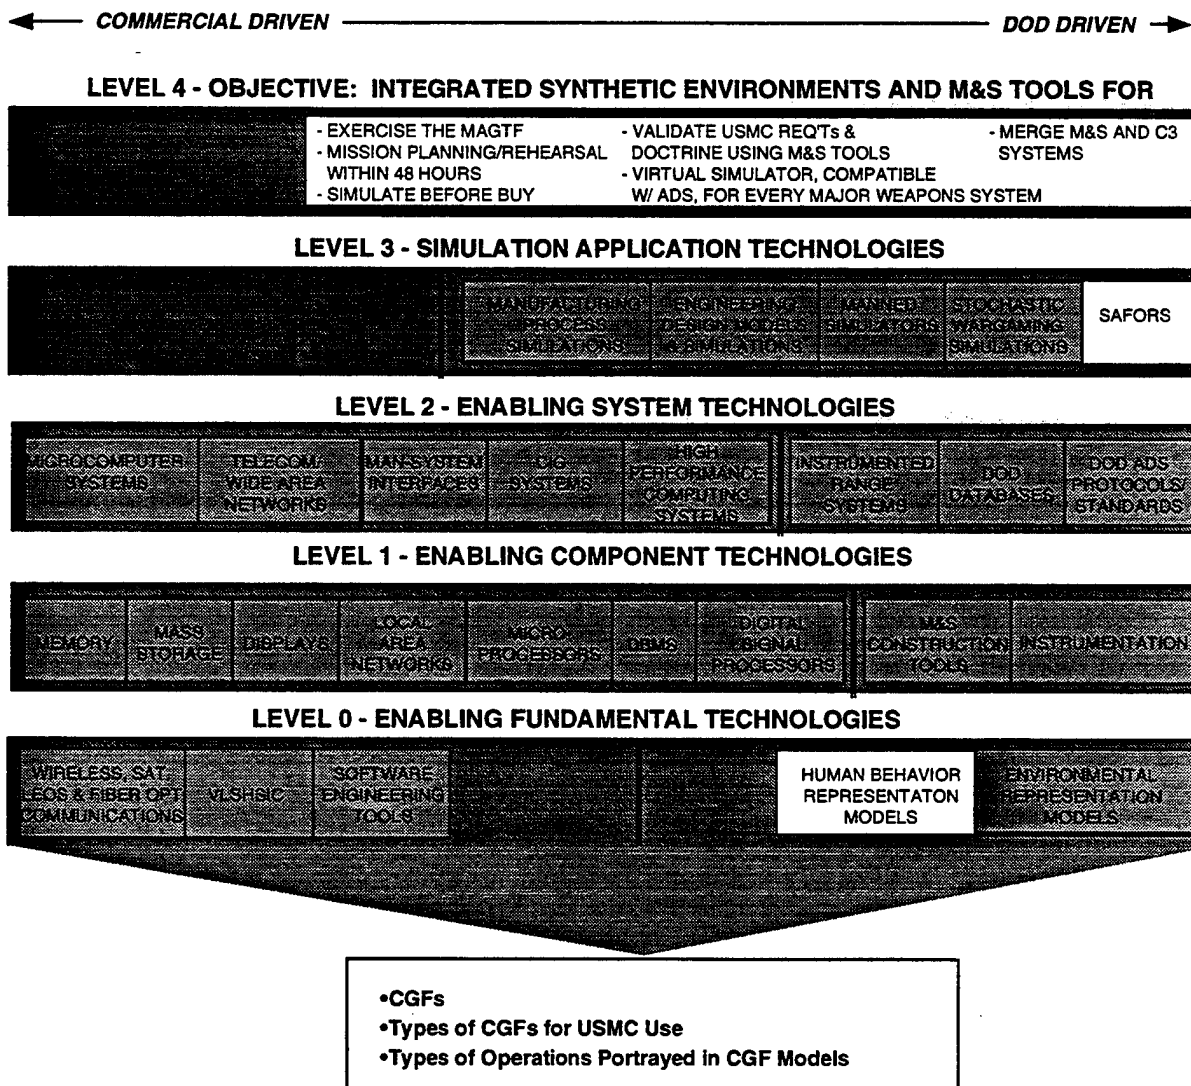 COMMERCIAL DRIVEN DOD DRIVEN
LEVEL 4 - OBJECTIVE: INTEGRATED SYNTHETIC ENVIRONMENTS AND M&S TOOLS FOR
- EXERCISE THE MAGTF
- MISSION PLANNING/REHEARSAL
WITHIN 48 HOURS
- SIMULATE BEFORE BUY
- VALIDATE USMC REQ'Ts &
DOCTRINE USING M&S TOOLS
- VIRTUAL SIMULATOR, COMPATIBLE
W/ ADS, FOR EVERY MAJOR WEAPONS SYSTEM
- MERGE M&S AND C3
SYSTEMS
LEVEL 3 - SIMULATION APPLICATION TECHNOLOGIES
MANUFACTURING
PROCESS
SIMULATIONS
ENGINEERING
DESIGN MODELS
& SIMULATIONS
MANNED
SIMULATORS
STOCHASTIC
WARGAMING
SIMULATIONS
SAFORS
LEVEL 2 - ENABLING SYSTEM TECHNOLOGIES
MICROCOMPUTER
SYSTEMS
TELECOM/
WIDE AREA
NETWORKS
MAN-SYSTEM
INTERFACES
CIG
SYSTEMS
HIGH
PERFORMANCE
COMPUTING
SYSTEMS
INSTRUMENTED
RANGE
SYSTEMS
DOD
DATABASES
DOD ADS
PROTOCOLS/
STANDARDS
LEVEL 1 - ENABLING COMPONENT TECHNOLOGIES
MEMORY
MASS
STORAGE
DISPLAYS
LOCAL
AREA
NETWORKS
MICRO
PROCESSORS
DBMS
DIGITAL
SIGNAL
PROCESSORS
M&S
CONSTRUCTION
TOOLS
INSTRUMENTATION
LEVEL 0 - ENABLING FUNDAMENTAL TECHNOLOGIES
WIRELESS, SAT,
LEOS & FIBER OPT
COMMUNICATIONS
VLSHSIC
SOFTWARE
ENGINEERING
TOOLS
HUMAN BEHAVIOR
REPRESENTATON
MODELS
ENVIRONMENTAL
REPRESENTATION
MODELS
•CGFs
•Types of CGFs for USMC Use
•Types of Operations Portrayed in CGF Models